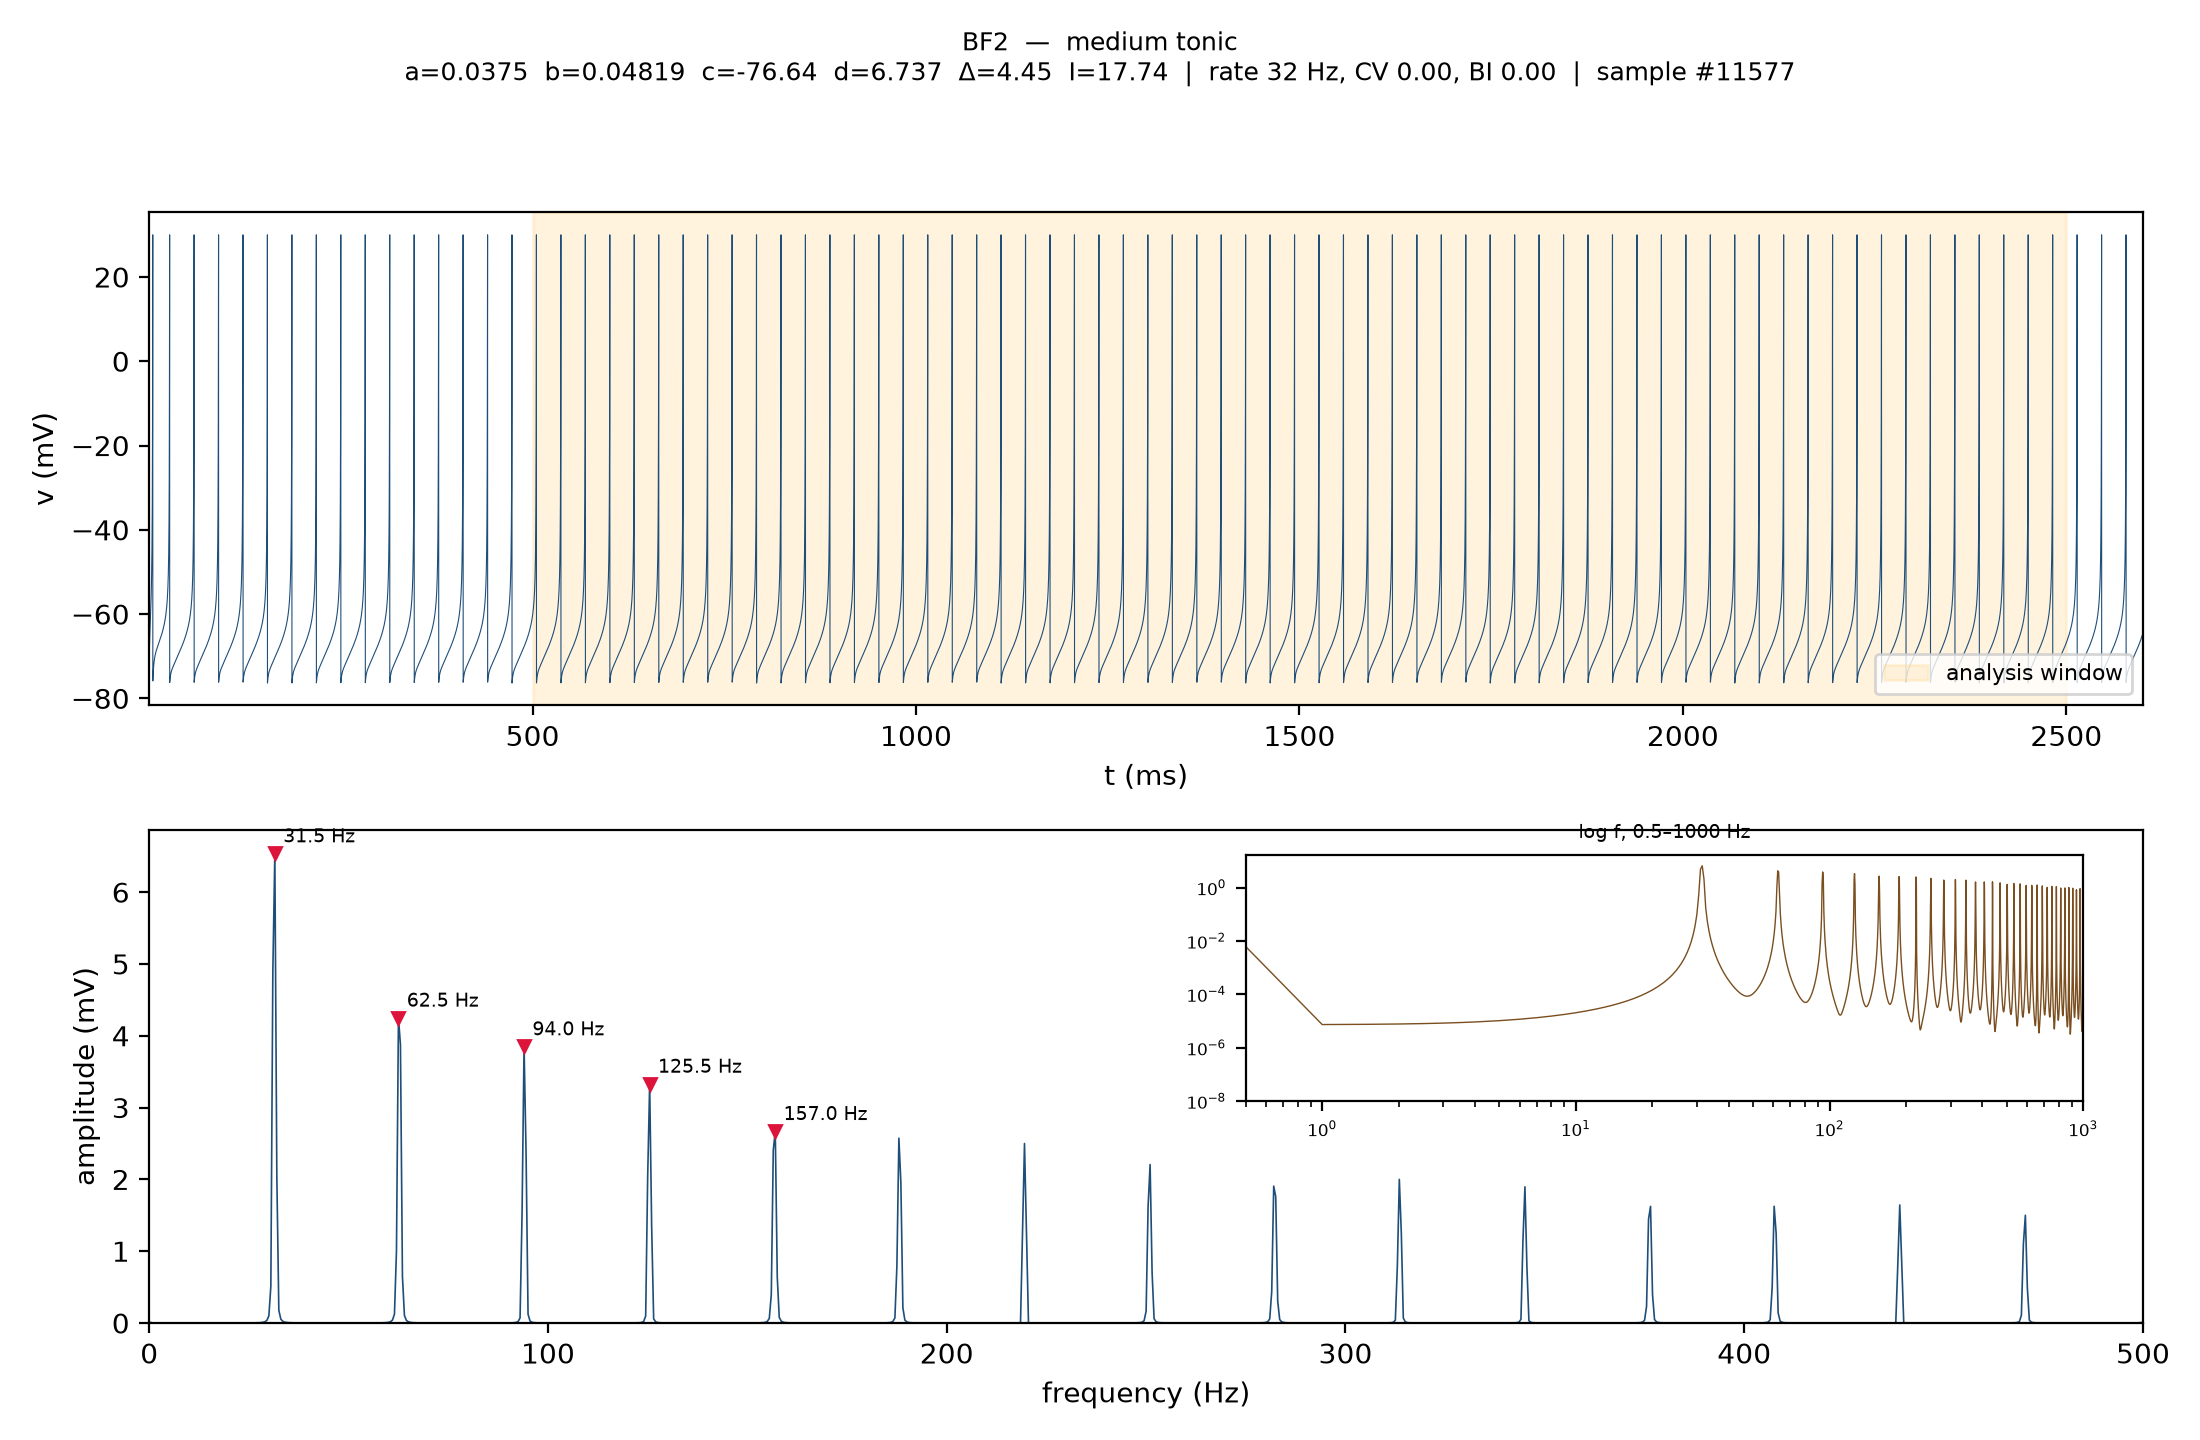 BF2 — medium tonic
a=0.0375 b=0.04819 c=-76.64 d=6.737 Δ=4.45 I=17.74 | rate 32 Hz, CV 0.00, BI 0.00 | sample #11577
20
0
−20
−40
−60
−80
v (mV)
analysis window
500
1000
1500
2000
2500
t (ms)
31.5 Hz
62.5 Hz
94.0 Hz
125.5 Hz
157.0 Hz
log f, 0.5–1000 Hz
10⁰
10⁻²
10⁻⁴
10⁻⁶
10⁻⁸
10⁰
10¹
10²
10³
6
5
4
3
2
1
0
amplitude (mV)
0
100
200
300
400
500
frequency (Hz)